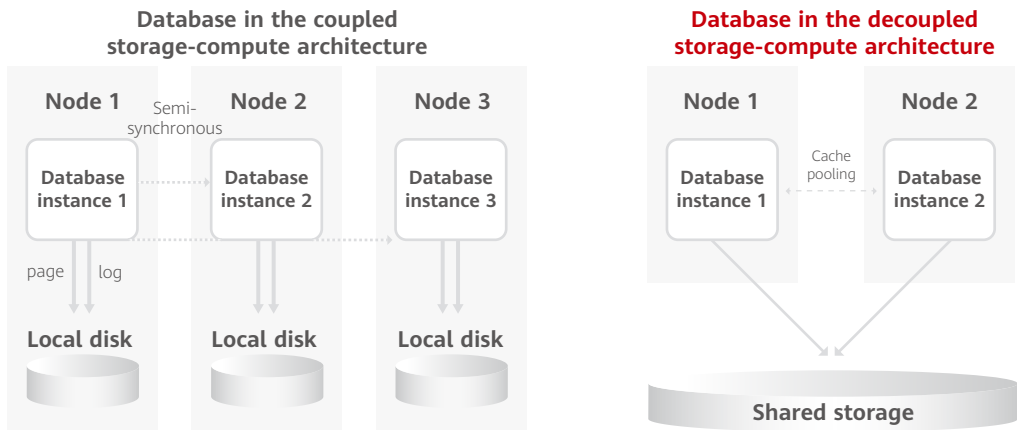 Database in the coupled
storage-compute architecture
Node 1
Semi-
synchronous
Node 2
Node 3
Database
instance 1
Database
instance 2
Database
instance 3
page
log
Local disk
Local disk
Local disk
Database in the decoupled
storage-compute architecture
Node 1
Node 2
Database
instance 1
Cache
pooling
Database
instance 2
Shared storage